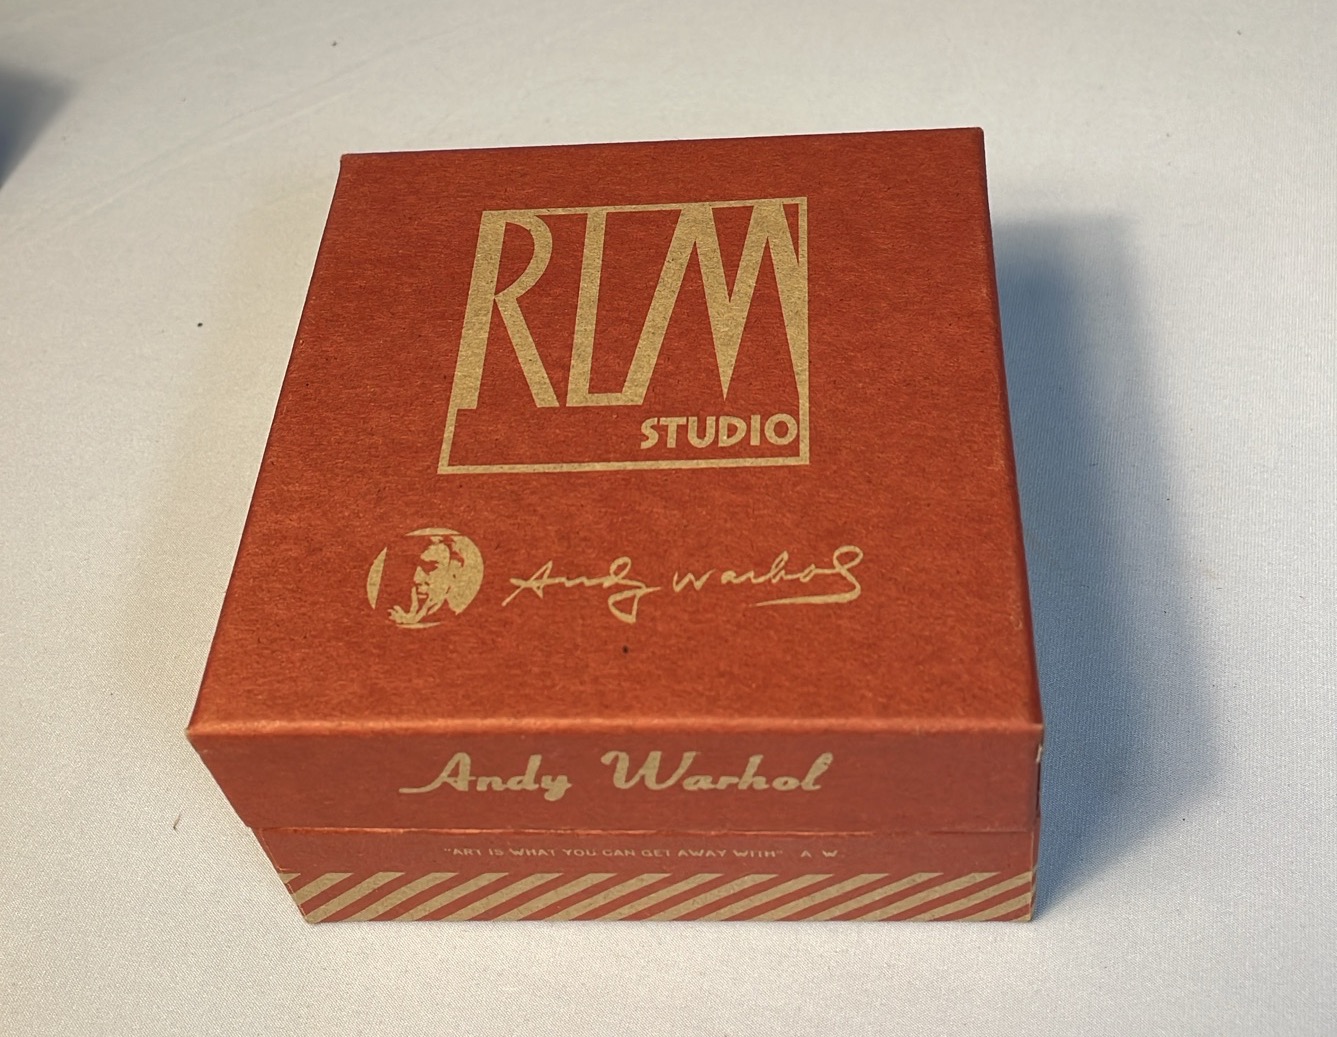 RLM
STUDIO
Andy Warhol
Andy Warhol
"ART IS WHAT YOU CAN GET AWAY WITH" A. W.